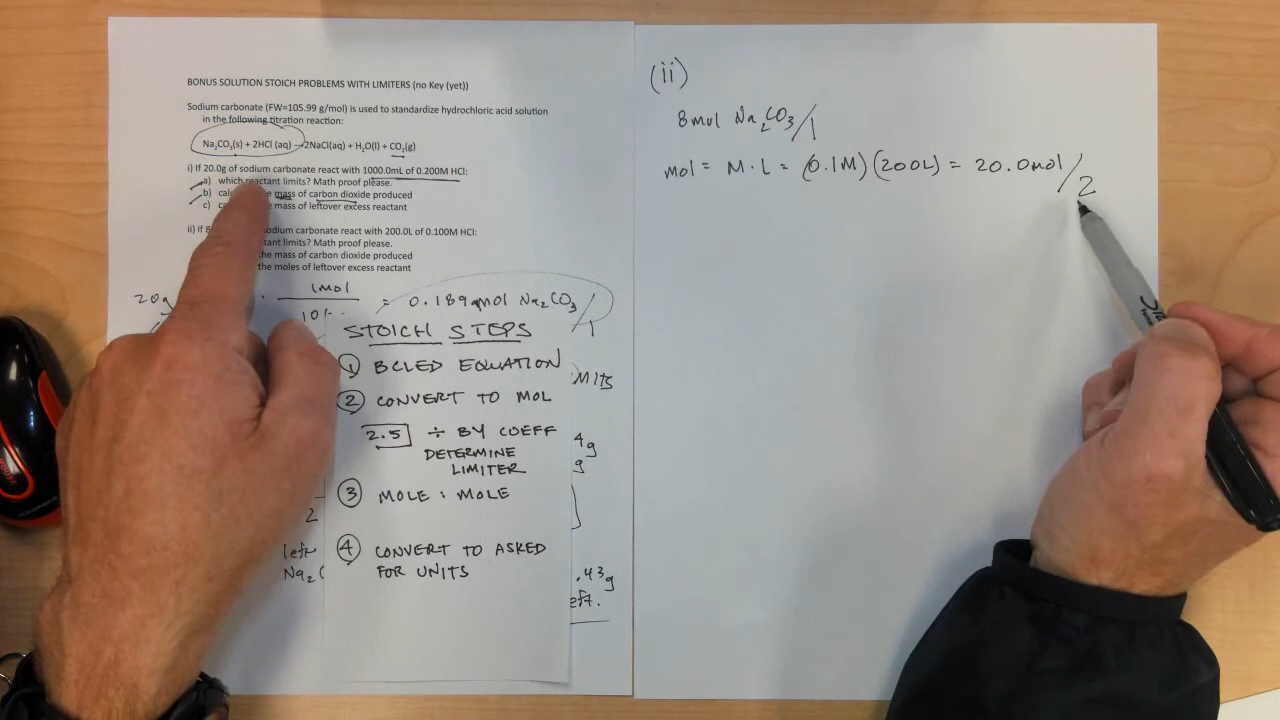 BONUS SOLUTION STOICH PROBLEMS WITH LIMITERS (no Key (yet))
Sodium carbonate (FW=105.99 g/mol) is used to standardize hydrochloric acid solution
in the following titration reaction:
Na₂CO₃(s) + 2HCl (aq) → 2NaCl(aq) + H₂O(l) + CO₂(g)
i) If 20.0g of sodium carbonate react with 1000.0mL of 0.200M HCl:
a) which reactant limits? Math proof please.
b) mass of carbon dioxide produced
c) mass of leftover excess reactant
ii) If 8 sodium carbonate react with 200.0L of 0.100M HCl:
limits? Math proof please.
the mass of carbon dioxide produced
the moles of leftover excess reactant
20g · 1mol = 0.189 mol Na₂CO₃/1
STOICH STEPS
① BCLED EQUATION
② CONVERT TO MOL
2.5 ÷ BY COEFF
DETERMINE
LIMITER
③ MOLE : MOLE
④ CONVERT TO ASKED
FOR UNITS
4g
g
2
left
.43g
(ii)
8mol Na₂CO₃/1
mol = M·L = (0.1M)(200L) = 20.0mol/2